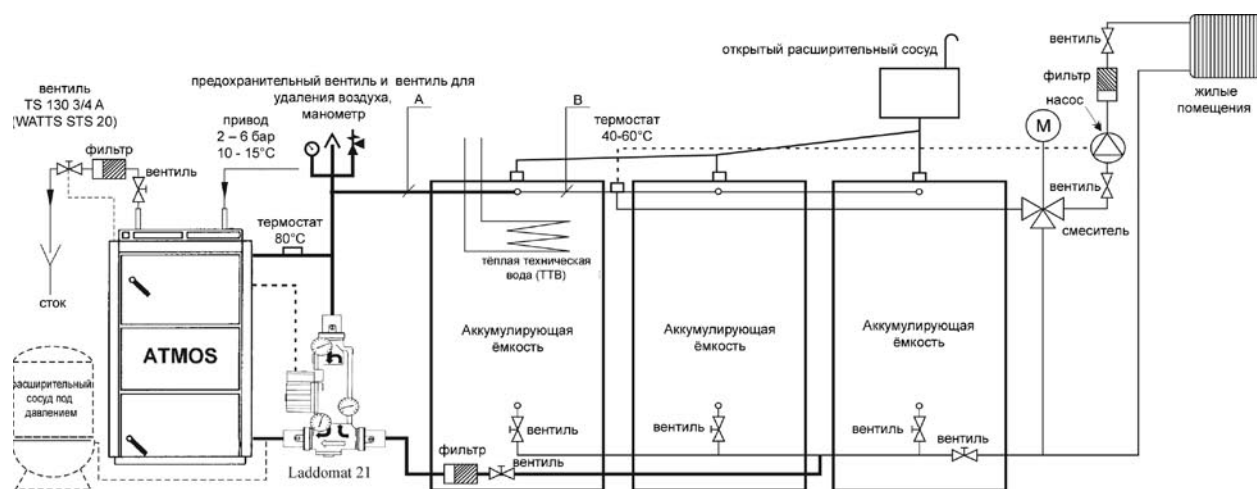 открытый расширительный сосуд
вентиль
фильтр
насос
жилые
помещения
предохранительный вентиль и вентиль для
удаления воздуха,
манометр
A
B
вентиль
TS 130 3/4 A
(WATTS STS 20)
привод
2 – 6 бар
10 - 15°C
термостат
40-60°C
M
фильтр
вентиль
вентиль
смеситель
термостат
80°C
тёплая техническая
вода (ТТВ)
сток
Аккумулирующая
ёмкость
Аккумулирующая
ёмкость
Аккумулирующая
ёмкость
ATMOS
расширительный
сосуд под
давлением
вентиль
вентиль
вентиль
вентиль
фильтр
вентиль
Laddomat 21